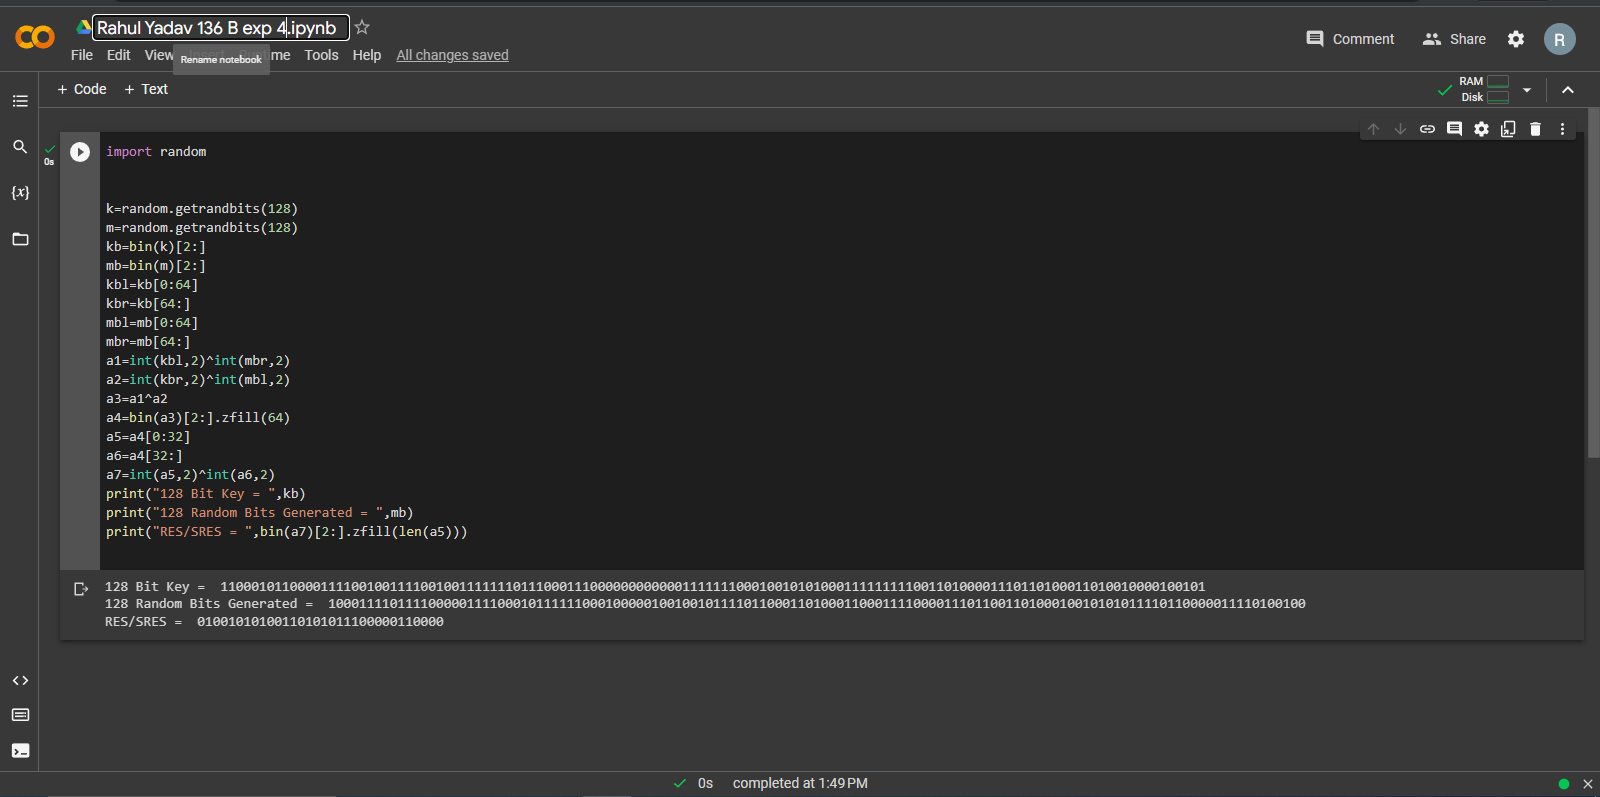 Rahul Yadav 136 B exp 4.ipynb
File Edit View Insert Runtime Tools Help All changes saved
Rename notebook
Comment Share R
+ Code + Text
RAM
Disk
0s
import random
k=random.getrandbits(128)
m=random.getrandbits(128)
kb=bin(k)[2:]
mb=bin(m)[2:]
kbl=kb[0:64]
kbr=kb[64:]
mbl=mb[0:64]
mbr=mb[64:]
a1=int(kbl,2)^int(mbr,2)
a2=int(kbr,2)^int(mbl,2)
a3=a1^a2
a4=bin(a3)[2:].zfill(64)
a5=a4[0:32]
a6=a4[32:]
a7=int(a5,2)^int(a6,2)
print("128 Bit Key = ",kb)
print("128 Random Bits Generated = ",mb)
print("RES/SRES = ",bin(a7)[2:].zfill(len(a5)))
128 Bit Key =
128 Random Bits Generated =
RES/SRES = 01001010100110101011100000110000
0s completed at 1:49 PM